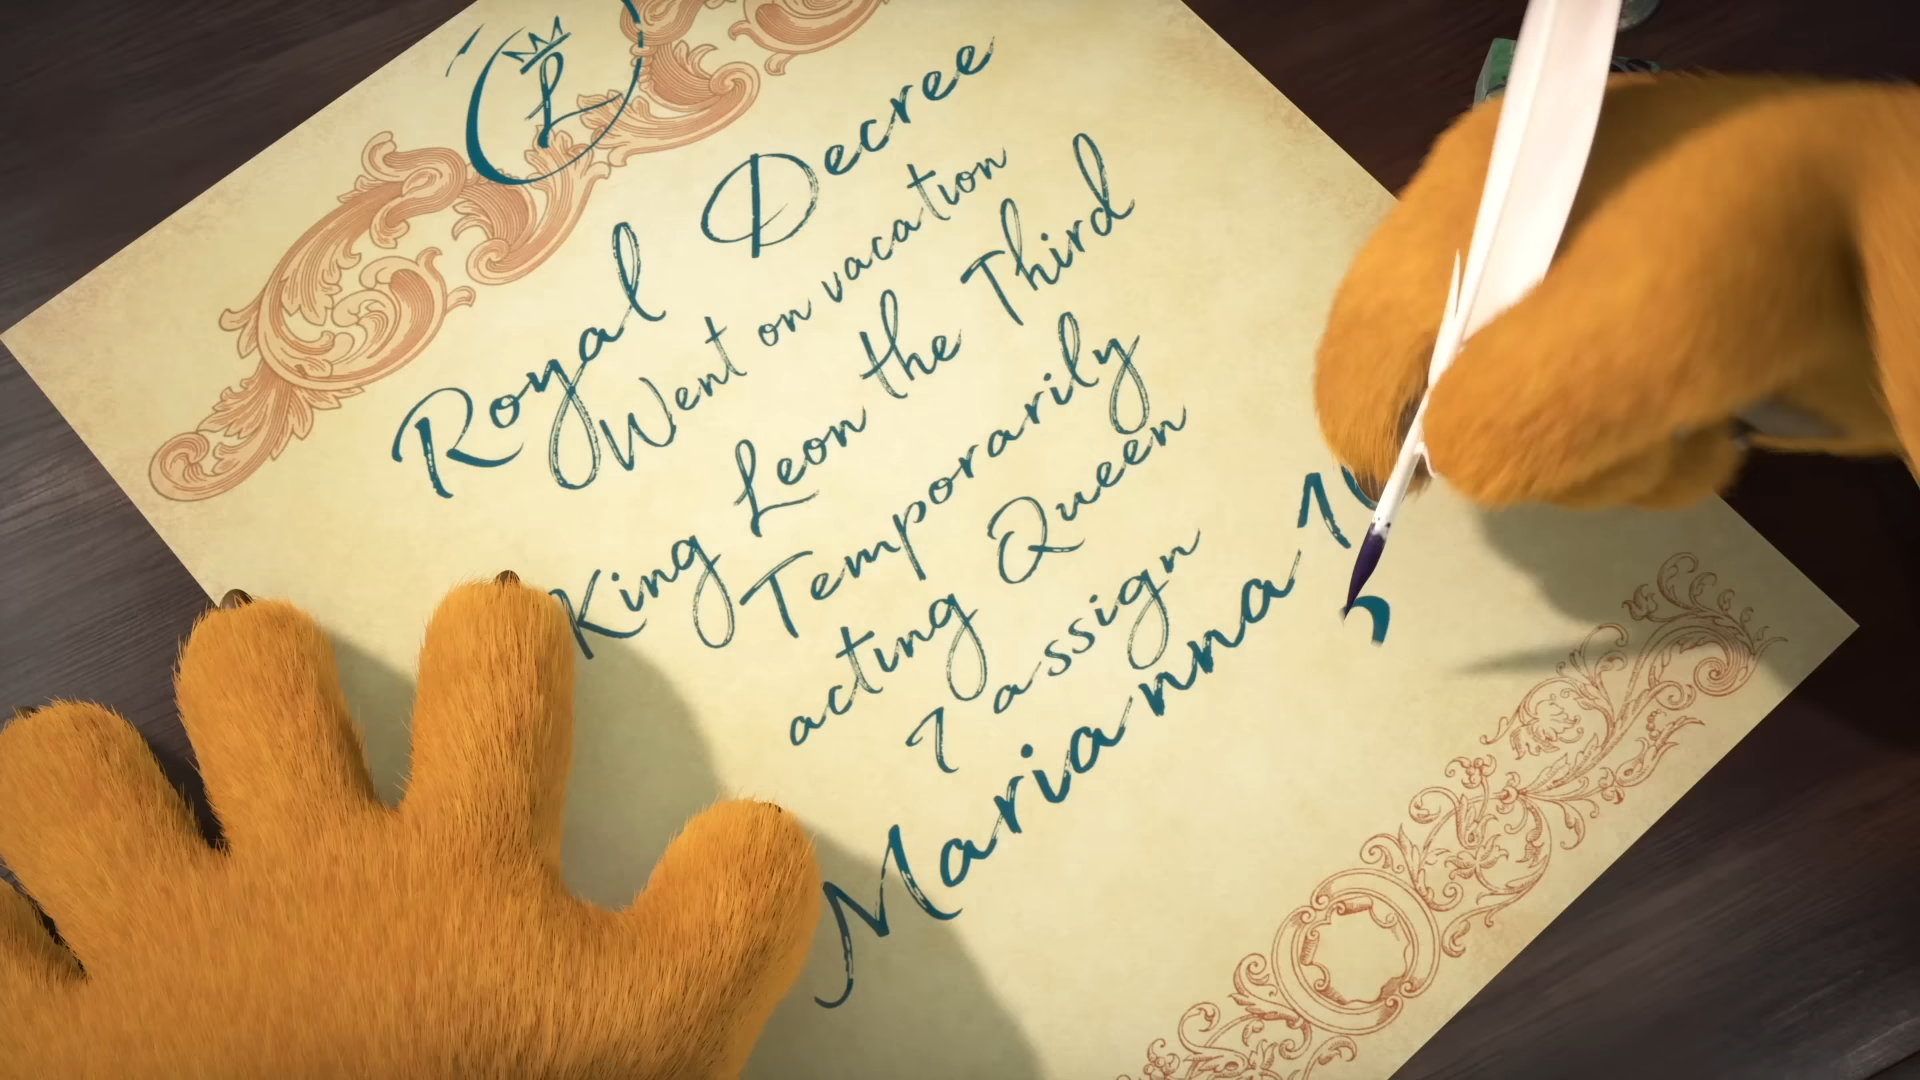 L
Royal Decree
Went on vacation
King Leon the Third
Temporarily
acting Queen
I assign
Marianna